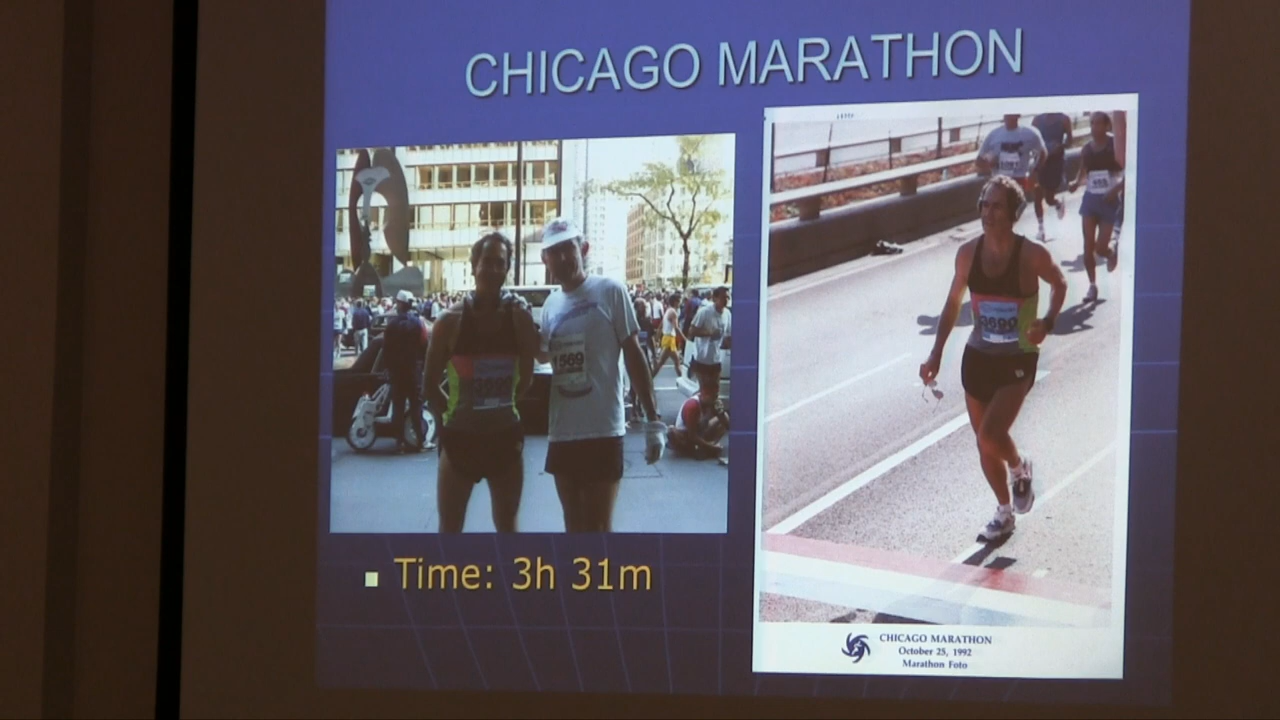 CHICAGO MARATHON
1569
Time: 3h 31m
CHICAGO MARATHON
October 25, 1992
Marathon Foto